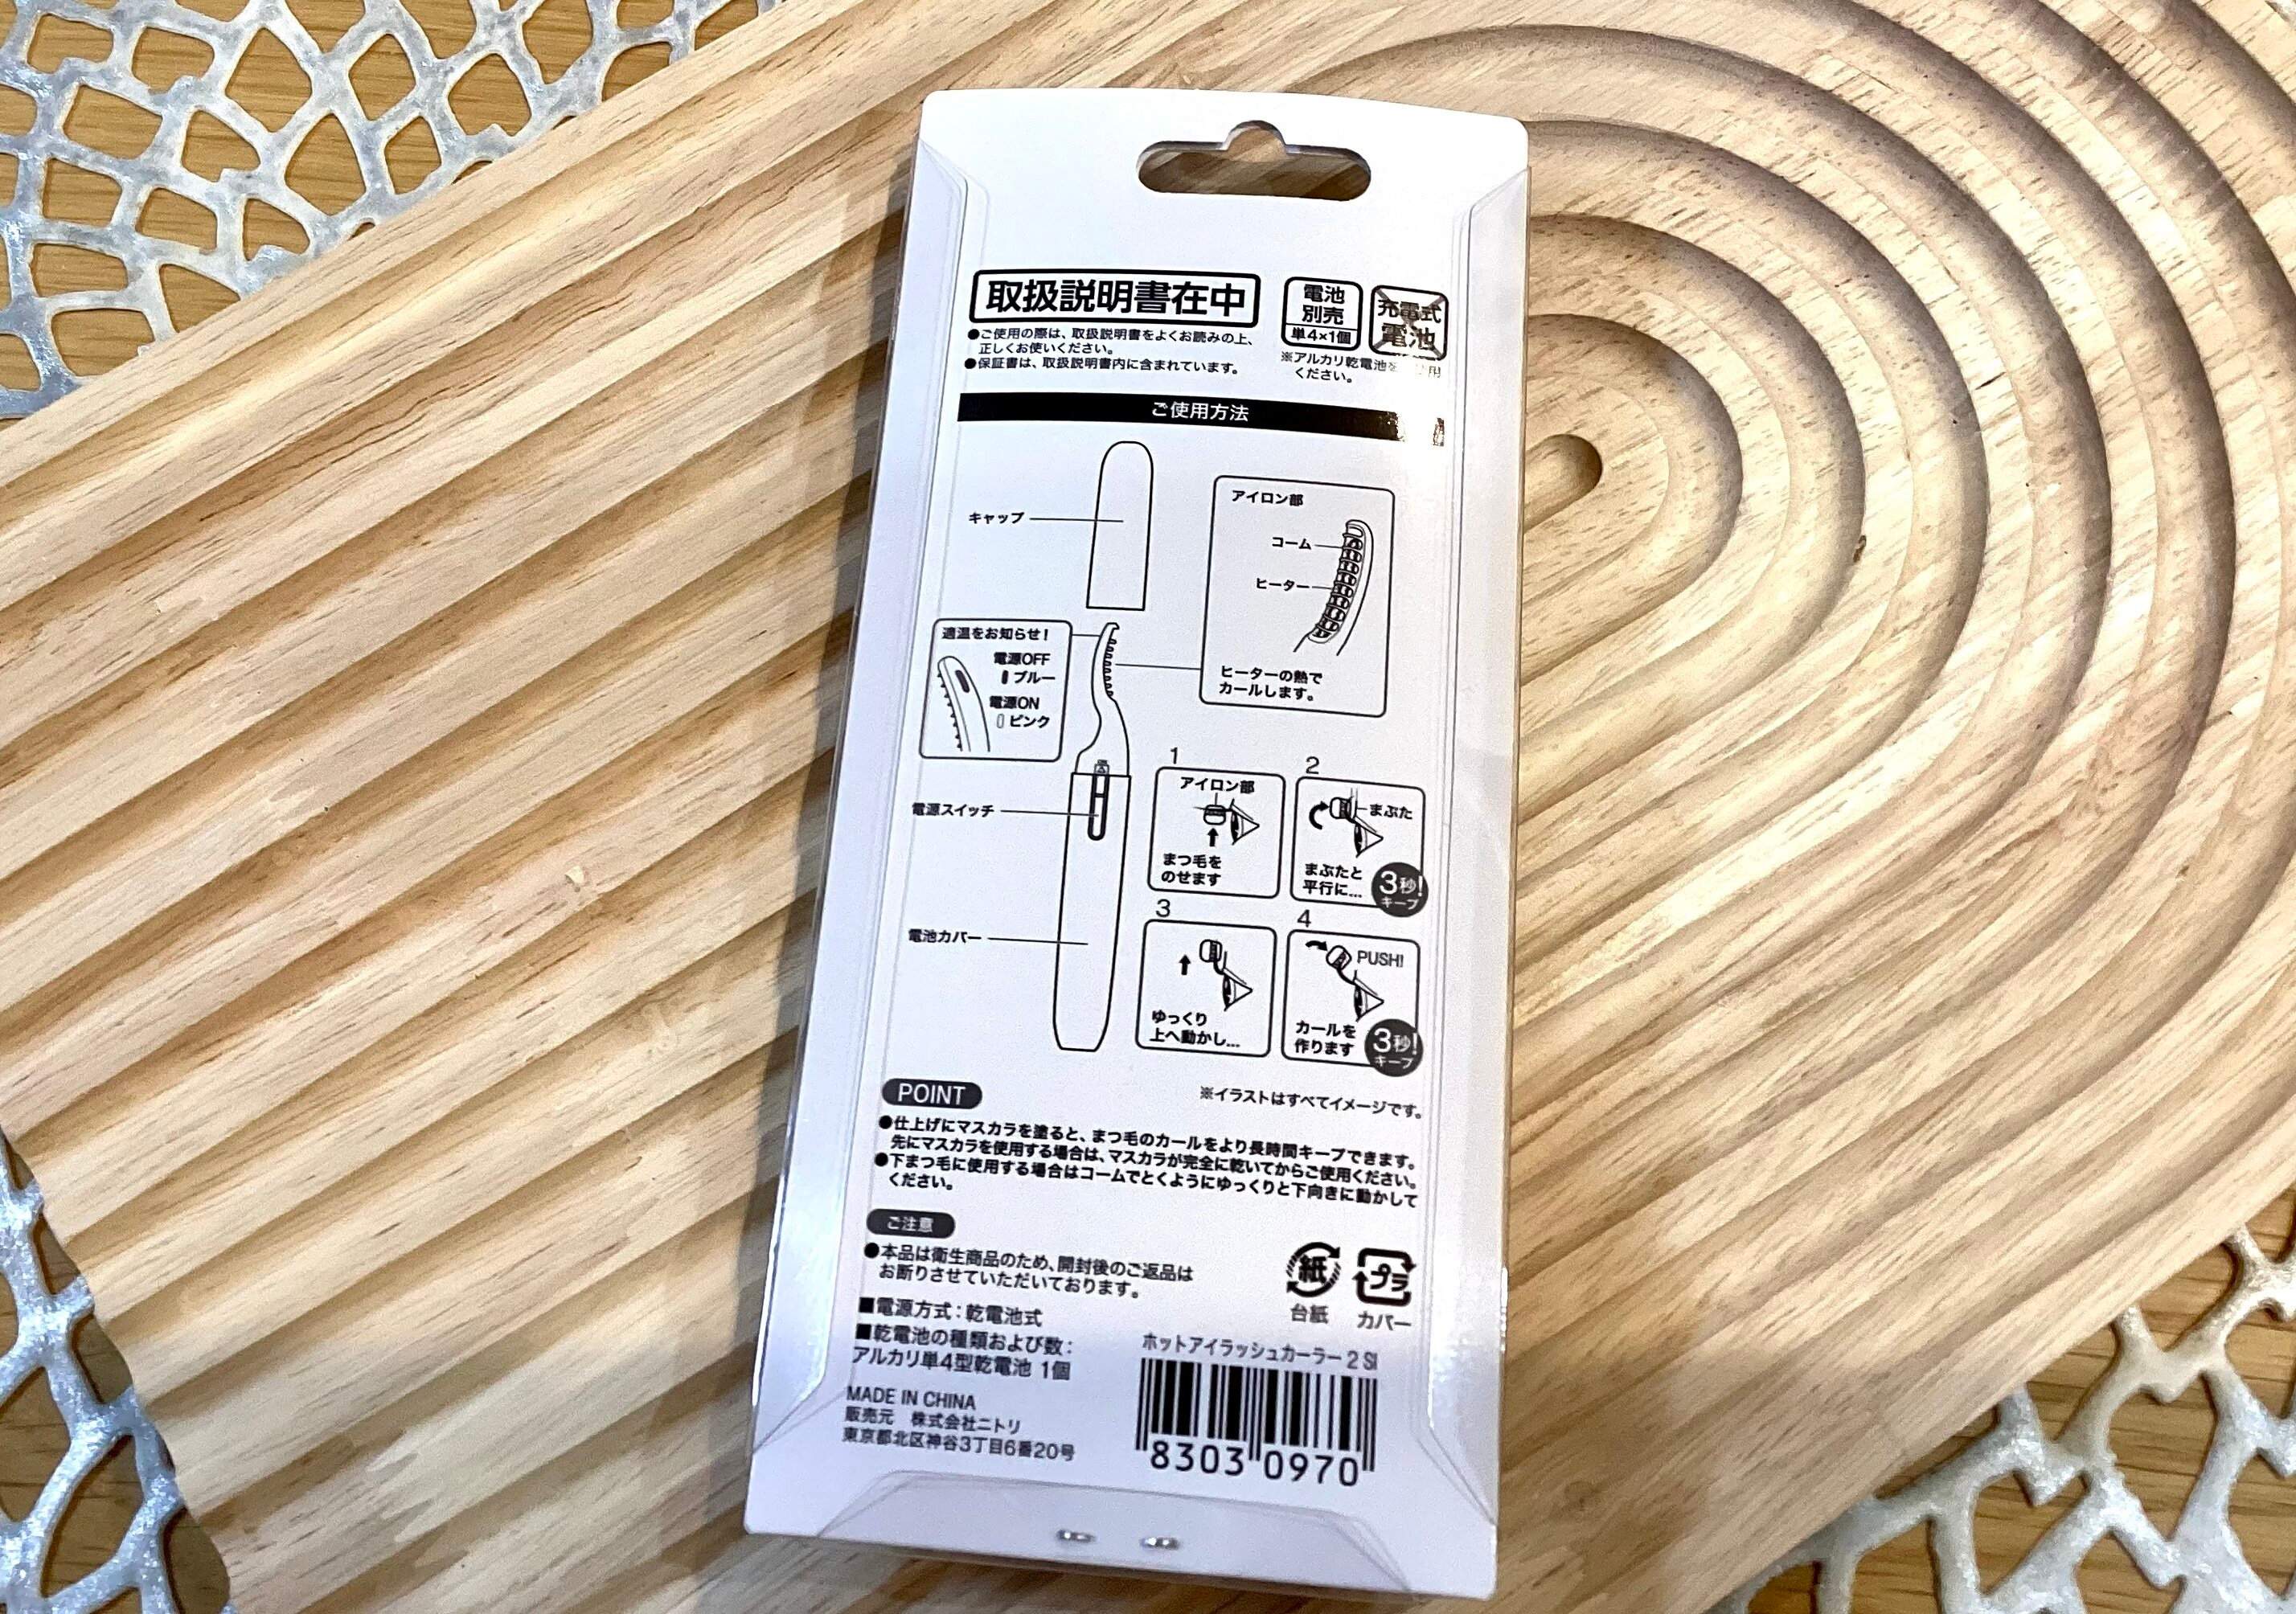 取扱説明書在中
●ご使用の際は、取扱説明書をよくお読みの上、
正しくお使いください。
●保証書は、取扱説明書内に含まれています。
電池
別売
単4×1個
充電式
電池
※アルカリ乾電池を
用
ください。
ご使用方法
キャップ
アイロン部
コーム
ヒーター
ヒーターの熱で
カールします。
適温をお知らせ!
電源OFF
ブルー
電源ON
ピンク
電源スイッチ
電池カバー
1
アイロン部
まつ毛を
のせます
2
まぶた
まぶたと
平行に...
3秒!
キープ
3
ゆっくり
上へ動かし...
4
PUSH!
カールを
作ります
3秒!
キープ
※イラストはすべてイメージです。
POINT
●仕上げにマスカラを塗ると、まつ毛のカールをより長時間キープできます。
先にマスカラを使用する場合は、マスカラが完全に乾いてからご使用ください。
●下まつ毛に使用する場合はコームでとくようにゆっくりと下向きに動かして
ください。
ご注意
●本品は衛生商品のため、開封後のご返品は
お断りさせていただいております。
紙
台紙
プラ
カバー
■電源方式:乾電池式
■乾電池の種類および数:
アルカリ単4型乾電池 1個
MADE IN CHINA
販売元 株式会社ニトリ
東京都北区神谷3丁目6番20号
ホットアイラッシュカーラー 2 SI
8303 0970